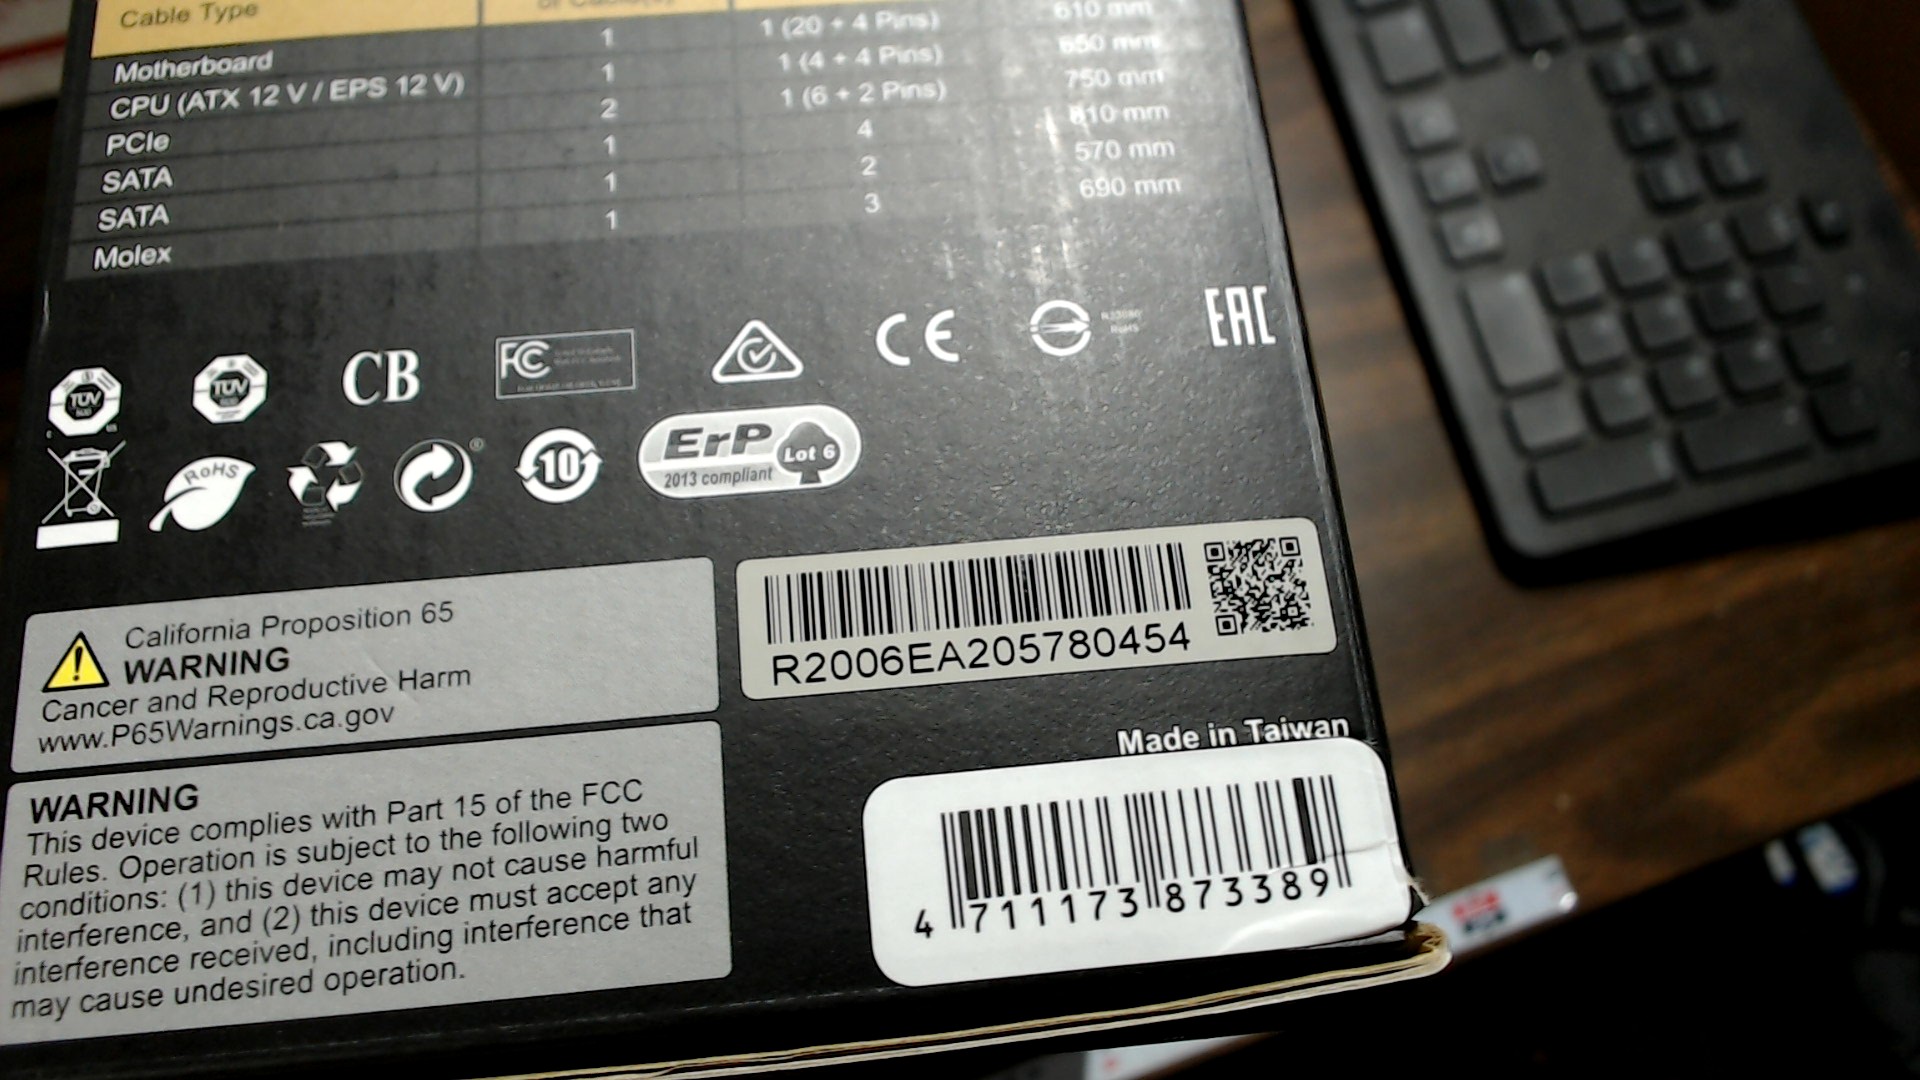 Cable Type
Motherboard 1 1 (20 + 4 Pins) 610 mm
CPU (ATX 12 V / EPS 12 V) 1 1 (4 + 4 Pins) 650 mm
PCIe 2 1 (6 + 2 Pins) 750 mm
SATA 1 4 810 mm
SATA 1 2 570 mm
Molex 1 3 690 mm
TÜV
TÜV
CB
FC
CE
RoHS
EAC
RoHS
®
10
ErP
2013 compliant
Lot 6
California Proposition 65
WARNING
Cancer and Reproductive Harm
www.P65Warnings.ca.gov
R2006EA205780454
Made in Taiwan
WARNING
This device complies with Part 15 of the FCC
Rules. Operation is subject to the following two
conditions: (1) this device may not cause harmful
interference, and (2) this device must accept any
interference received, including interference that
may cause undesired operation.
4 711173 873389